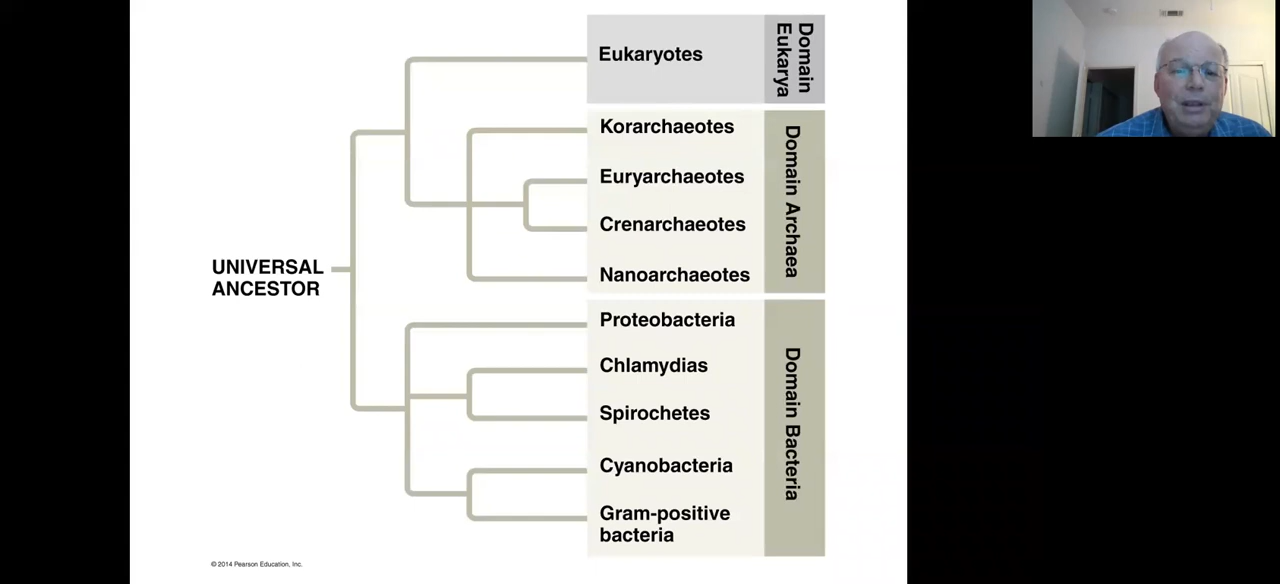 Eukaryotes
Domain
Eukarya
Korarchaeotes
Euryarchaeotes
Crenarchaeotes
Nanoarchaeotes
Domain Archaea
UNIVERSAL
ANCESTOR
Proteobacteria
Chlamydias
Spirochetes
Cyanobacteria
Gram-positive
bacteria
Domain Bacteria
© 2014 Pearson Education, Inc.